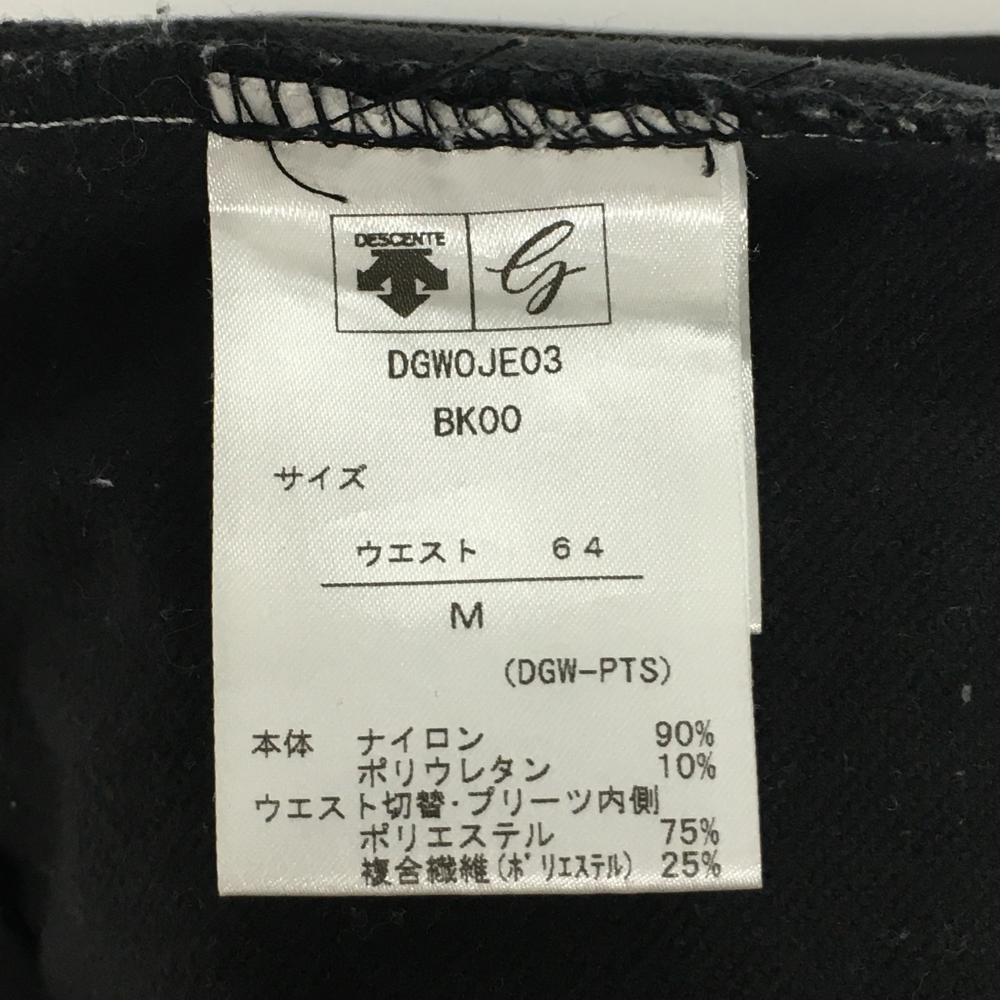 DESCENTE
DGWOJE03
BK00
サイズ
ウエスト 64
M
(DGW-PTS)
本体 ナイロン 90%
ポリウレタン 10%
ウエスト切替・プリーツ内側
ポリエステル 75%
複合繊維(ポリエステル) 25%